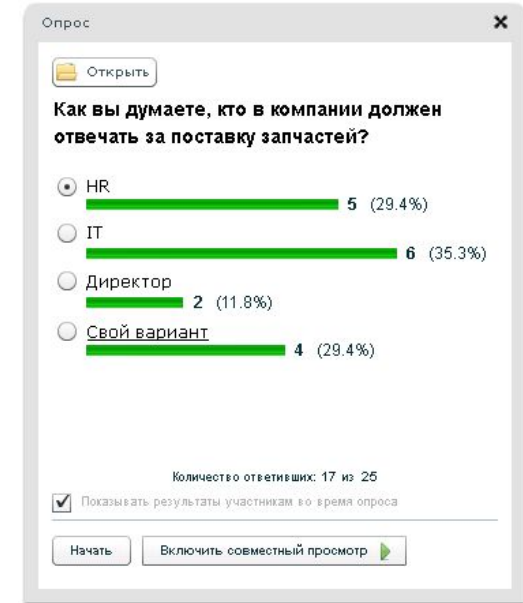 Опрос
Открыть
Как вы думаете, кто в компании должен
отвечать за поставку запчастей?
HR
5 (29.4%)
IT
6 (35.3%)
Директор
2 (11.8%)
Свой вариант
4 (29.4%)
Количество ответивших: 17 из 25
Показывать результаты участникам во время опроса
Начать
Включить совместный просмотр